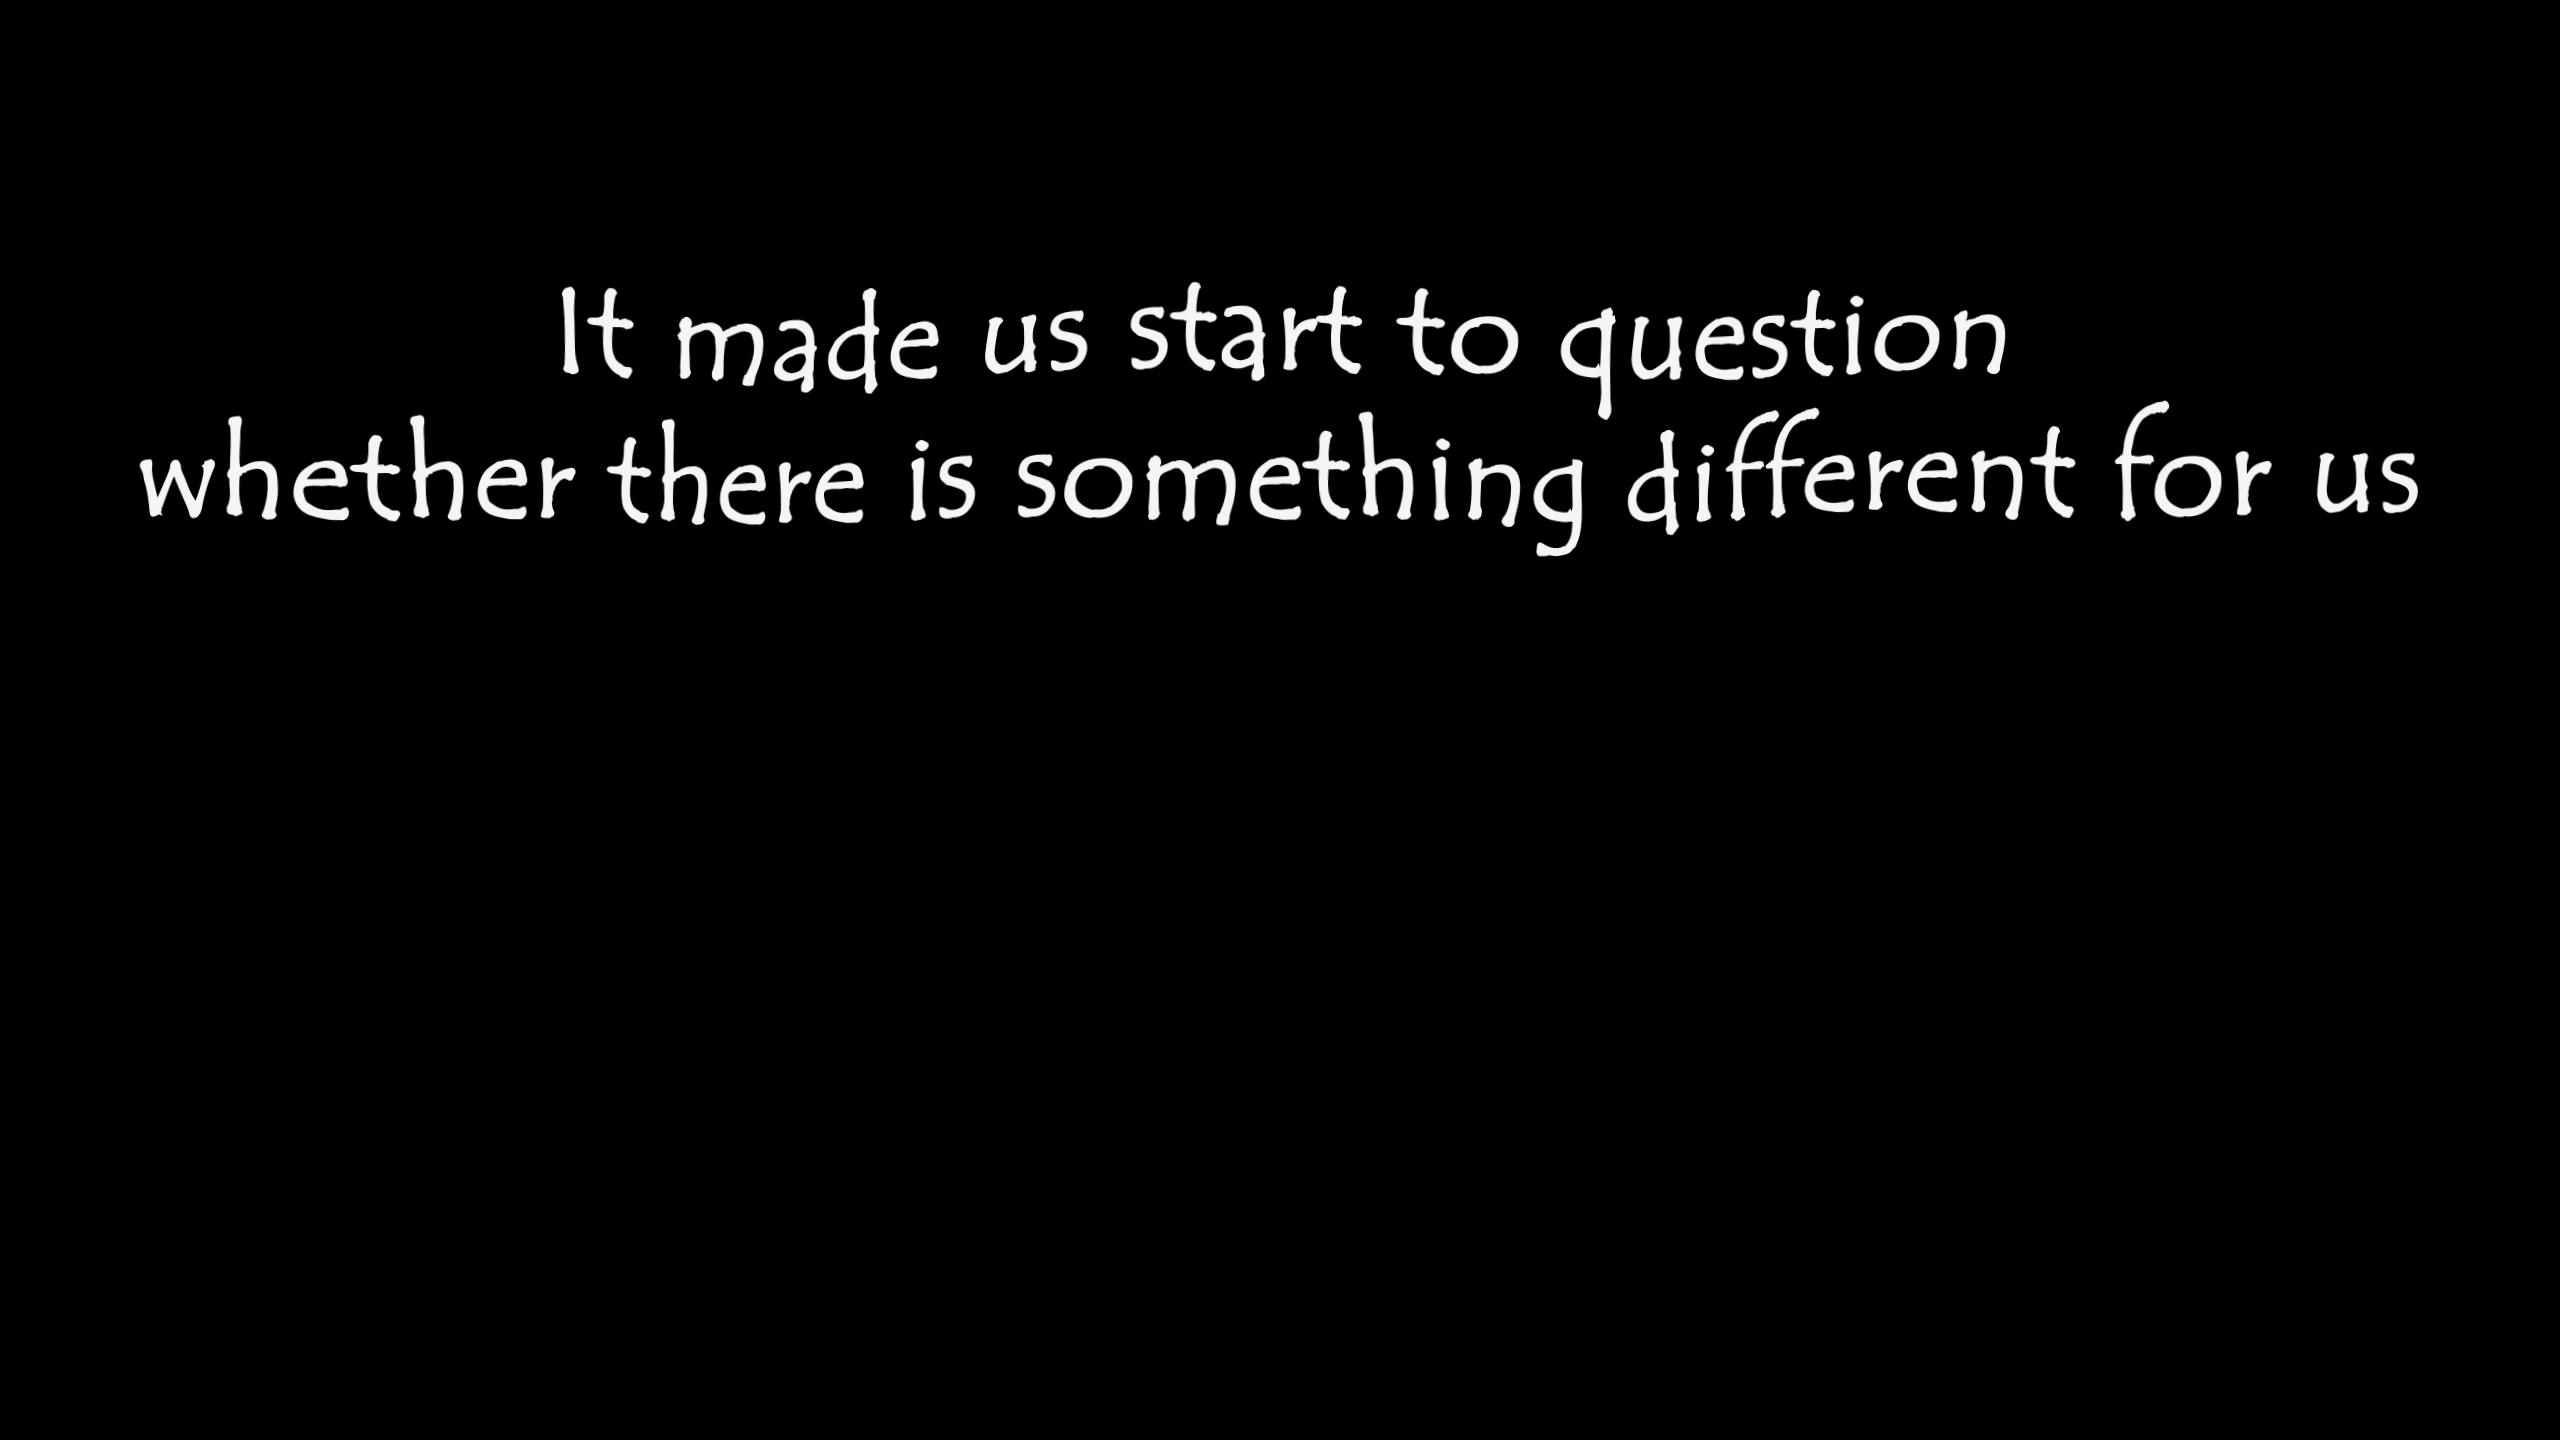 It made us start to question
whether there is something different for us